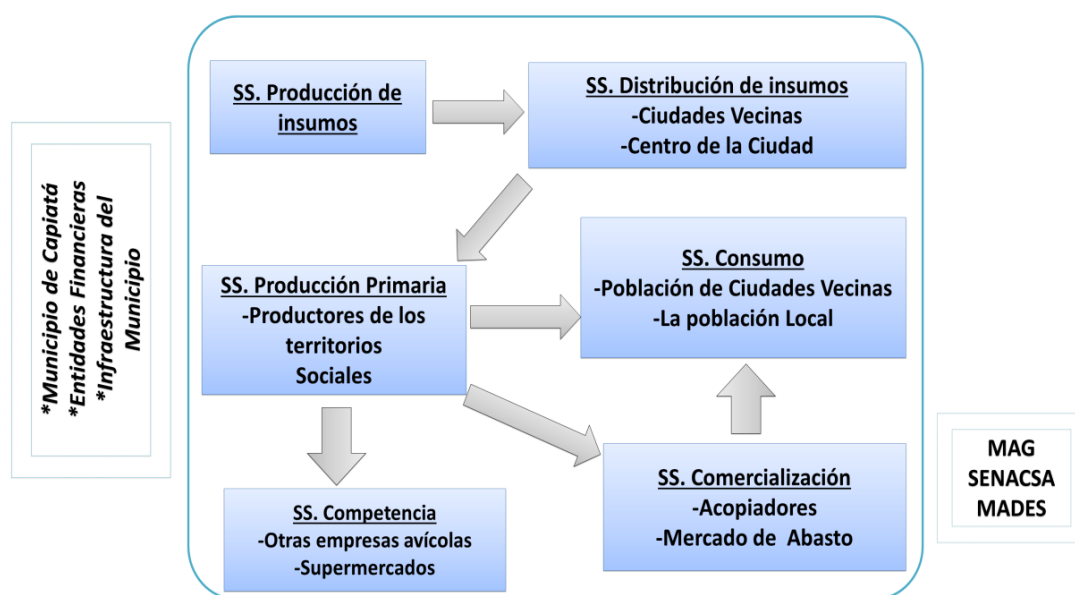 *Municipio de Capiatá
*Entidades Financieras
*Infraestructura del
Municipio
SS. Producción de
insumos
SS. Distribución de insumos
-Ciudades Vecinas
-Centro de la Ciudad
SS. Producción Primaria
-Productores de los
territorios
Sociales
SS. Consumo
-Población de Ciudades Vecinas
-La población Local
SS. Competencia
-Otras empresas avícolas
-Supermercados
SS. Comercialización
-Acopiadores
-Mercado de Abasto
MAG
SENACSA
MADES